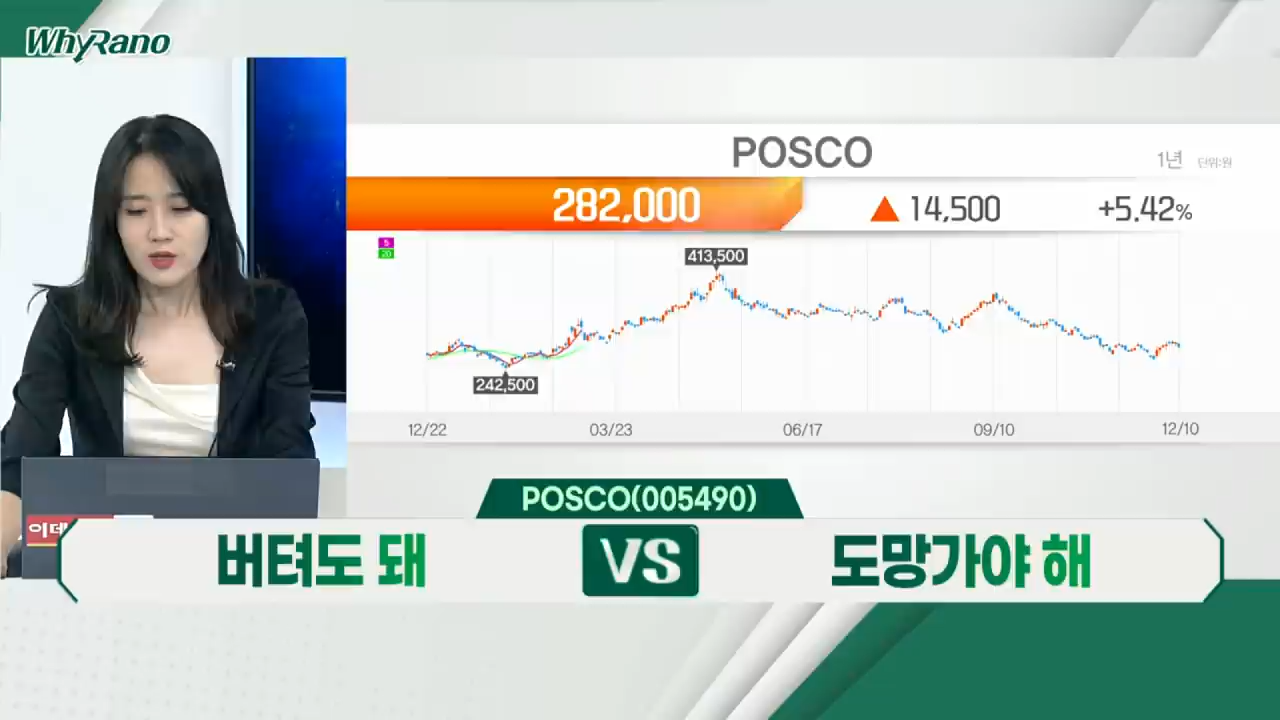 WhyRano
POSCO
1년 단위:원
282,000
▲ 14,500
+5.42%
5
20
413,500
242,500
12/22
03/23
06/17
09/10
12/10
POSCO(005490)
이데
버텨도 돼
VS
도망가야 해